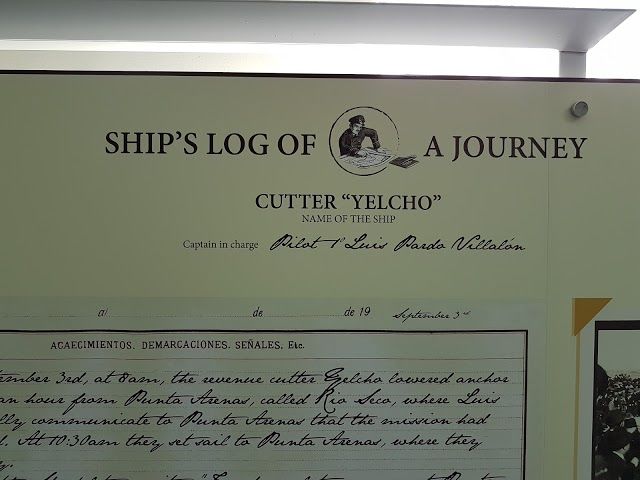 SHIP'S LOG OF A JOURNEY
CUTTER "YELCHO"
NAME OF THE SHIP
Captain in charge Pilot 1º Luis Pardo Villalón
a/ de de 19 September 3rd
ACAECIMIENTOS, DEMARCACIONES, SEÑALES, Etc.
ember 3rd, at 8am, the revenue cutter Yelcho lowered anchor
an hour from Punta Arenas, called Río Seco, where Luis
lly communicate to Punta Arenas that the mission had
d. At 10:30am they set sail to Punta Arenas, where they
y.